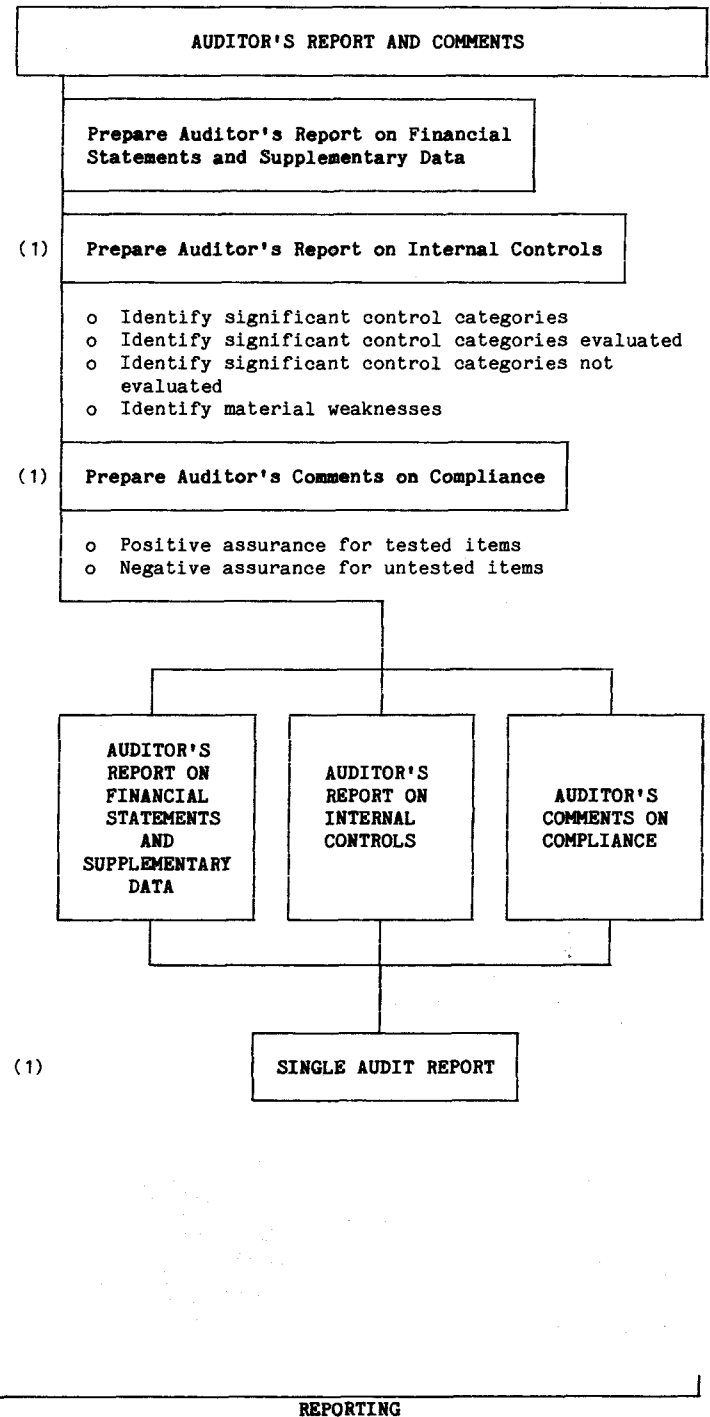 AUDITOR'S REPORT AND COMMENTS
Prepare Auditor's Report on Financial
Statements and Supplementary Data
(1) Prepare Auditor's Report on Internal Controls
o Identify significant control categories
o Identify significant control categories evaluated
o Identify significant control categories not
evaluated
o Identify material weaknesses
(1) Prepare Auditor's Comments on Compliance
o Positive assurance for tested items
o Negative assurance for untested items
AUDITOR'S
REPORT ON
FINANCIAL
STATEMENTS
AND
SUPPLEMENTARY
DATA
AUDITOR'S
REPORT ON
INTERNAL
CONTROLS
AUDITOR'S
COMMENTS ON
COMPLIANCE
(1) SINGLE AUDIT REPORT
REPORTING